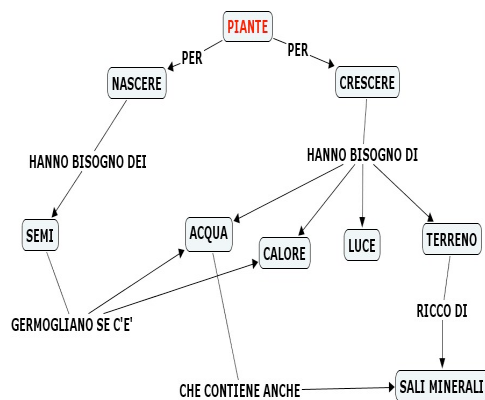 PIANTE
PER
PER
NASCERE
CRESCERE
HANNO BISOGNO DEI
HANNO BISOGNO DI
SEMI
ACQUA
CALORE
LUCE
TERRENO
GERMOGLIANO SE C'E'
RICCO DI
CHE CONTIENE ANCHE
SALI MINERALI